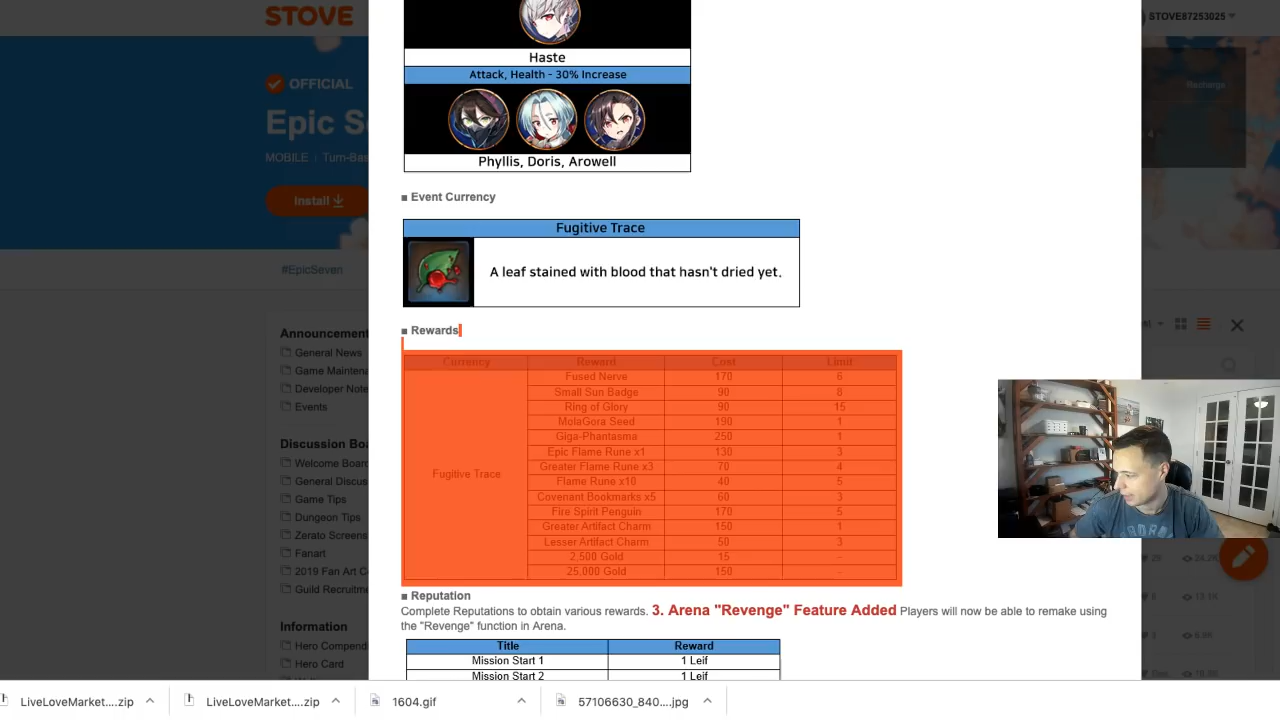 STOVE
STOVE87253025
OFFICIAL
Recharge
Epic S
MOBILE | Turn-Bas
Install
#EpicSeven
Announcement
General News
Game Maintena
Developer Note
Events
Discussion Boa
Welcome Board
General Discus
Game Tips
Dungeon Tips
Zerato Screens
Fanart
2019 Fan Art C
Guild Recruitme
Information
Hero Compend
Hero Card
Haste
Attack, Health - 30% Increase
Phyllis, Doris, Arowell
■ Event Currency
Fugitive Trace
A leaf stained with blood that hasn't dried yet.
■ Rewards
Currency Reward Cost Limit
Fugitive Trace
Fused Nerve 170 6
Small Sun Badge 90 8
Ring of Glory 90 15
MolaGora Seed 190 1
Giga-Phantasma 250 1
Epic Flame Rune x1 130 3
Greater Flame Rune x3 70 4
Flame Rune x10 40 5
Covenant Bookmarks x5 60 3
Fire Spirit Penguin 170 5
Greater Artifact Charm 150 1
Lesser Artifact Charm 50 3
2,500 Gold 15 -
25,000 Gold 150 -
■ Reputation
Complete Reputations to obtain various rewards. 3. Arena "Revenge" Feature Added Players will now be able to remake using
the "Revenge" function in Arena.
Title Reward
Mission Start 1 1 Leif
Mission Start 2 1 Leif
LiveLoveMarket....zip
LiveLoveMarket....zip
1604.gif
57106630_840....jpg